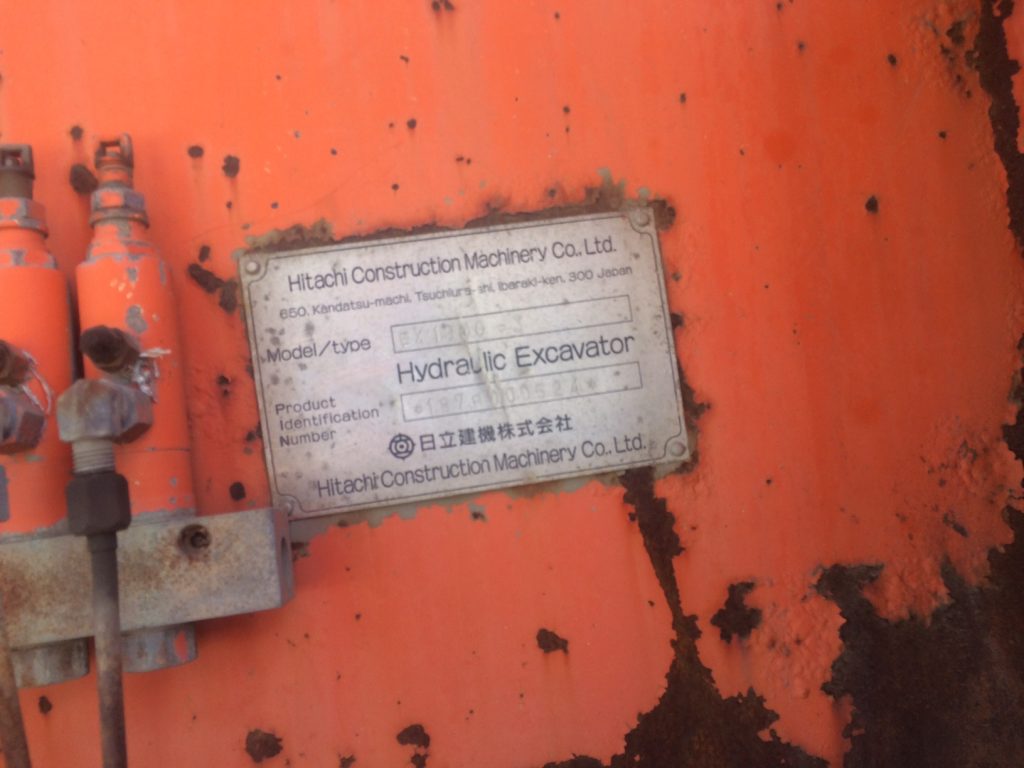 Hitachi Construction Machinery Co., Ltd.
650, Kandatsu-machi, Tsuchiura-shi, Ibaraki-ken, 300 Japan
Model/type
Hydraulic Excavator
Product
Identification
Number
日立建機株式会社
Hitachi Construction Machinery Co., Ltd.